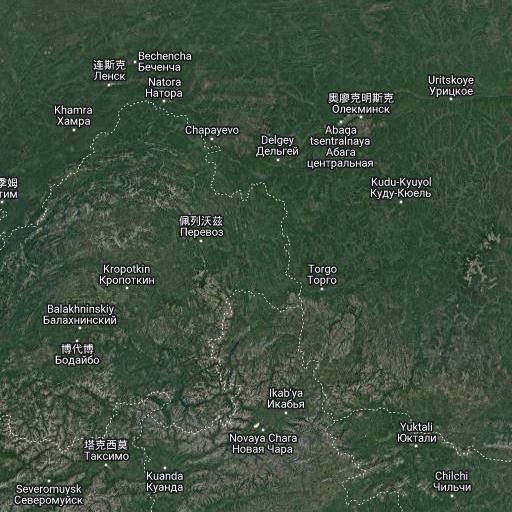 Bechencha
Беченча
连斯克
Ленск
Natora
Натора
Uritskoye
Урицкое
奥廖克明斯克
Олекминск
Khamra
Хамра
Chapayevo
Abaga
tsentralnaya
Абага
центральная
Delgey
Дельгей
季姆
тим
Kudu-Kyuyol
Куду-Кюель
佩列沃兹
Перевоз
Kropotkin
Кропоткин
Torgo
Торго
Balakhninskiy
Балахнинский
博代博
Бодайбо
Ikab'ya
Икабья
Novaya Chara
Новая Чара
Yuktali
Юктали
塔克西莫
Таксимо
Kuanda
Куанда
Chilchi
Чильчи
Severomuysk
Северомуйск